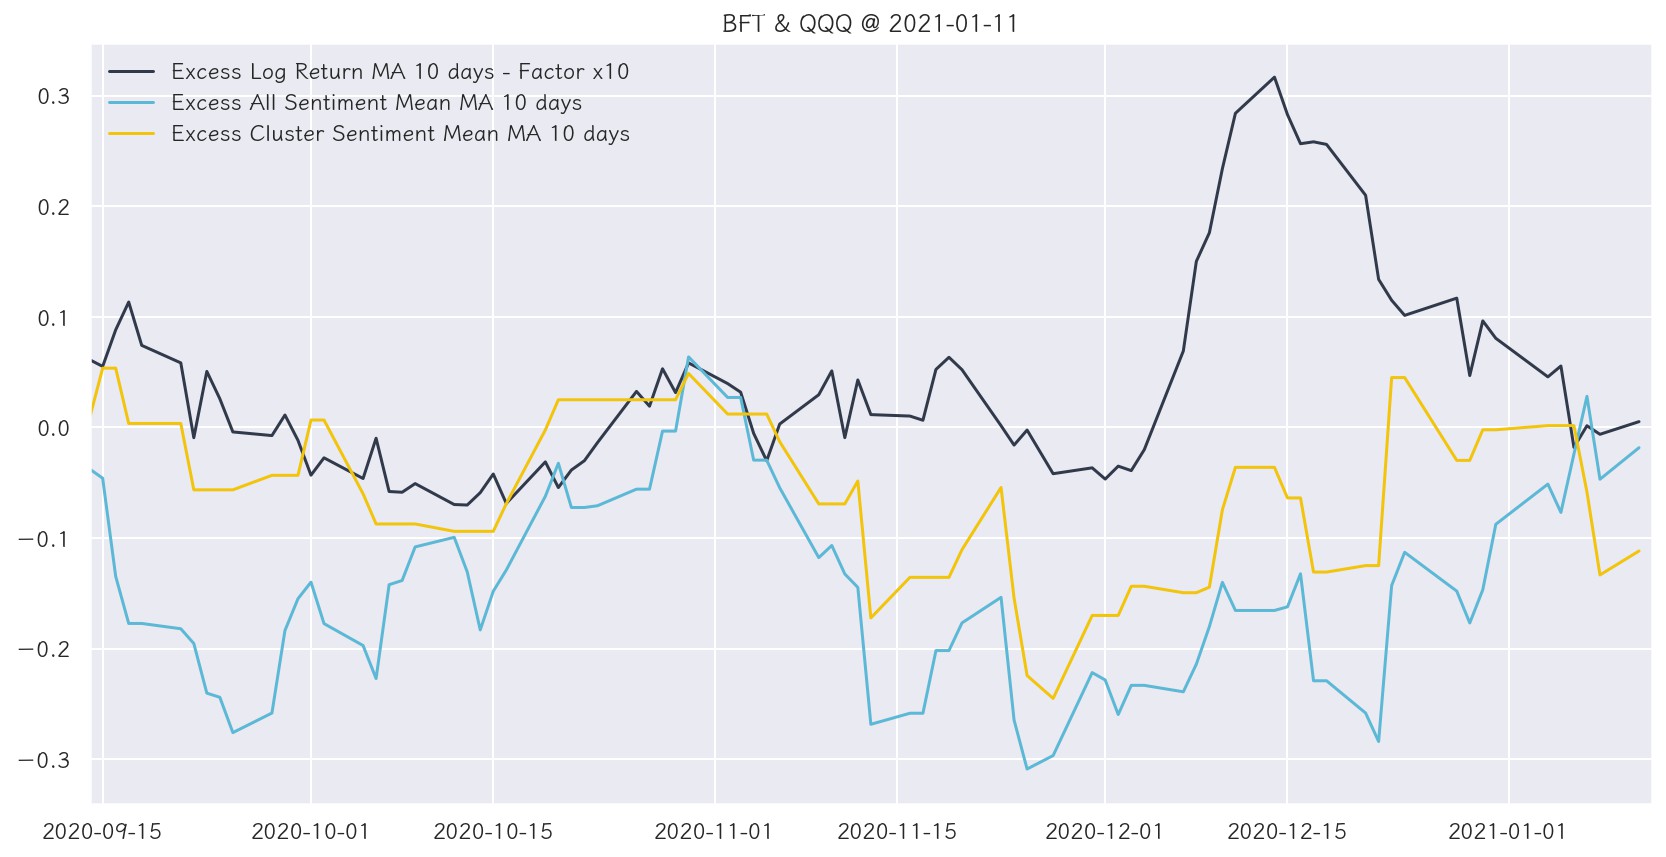 BFT & QQQ @ 2021-01-11
Excess Log Return MA 10 days - Factor x10
Excess All Sentiment Mean MA 10 days
Excess Cluster Sentiment Mean MA 10 days
0.3
0.2
0.1
0.0
−0.1
−0.2
−0.3
2020-09-15 2020-10-01 2020-10-15 2020-11-01 2020-11-15 2020-12-01 2020-12-15 2021-01-01